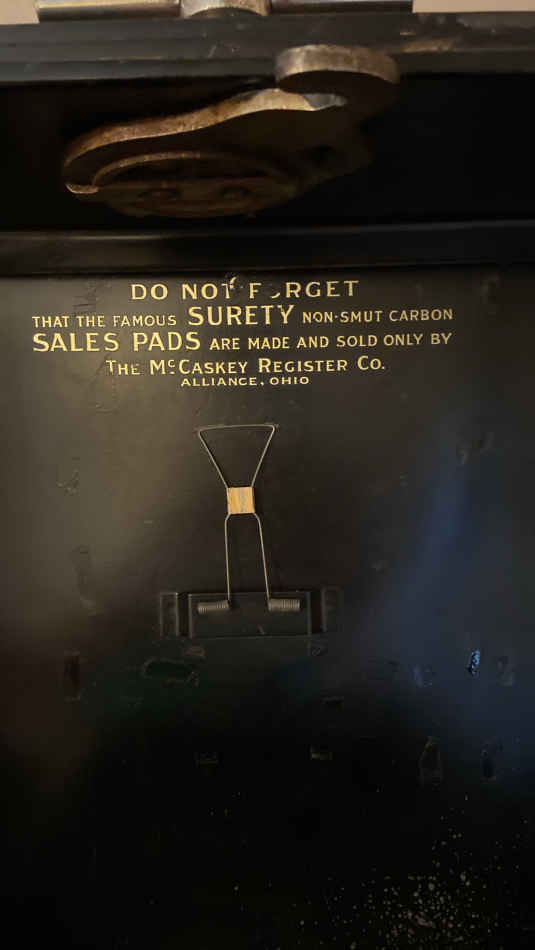 DO NOT FORGET
THAT THE FAMOUS SURETY NON-SMUT CARBON
SALES PADS ARE MADE AND SOLD ONLY BY
THE McCASKEY REGISTER CO.
ALLIANCE, OHIO